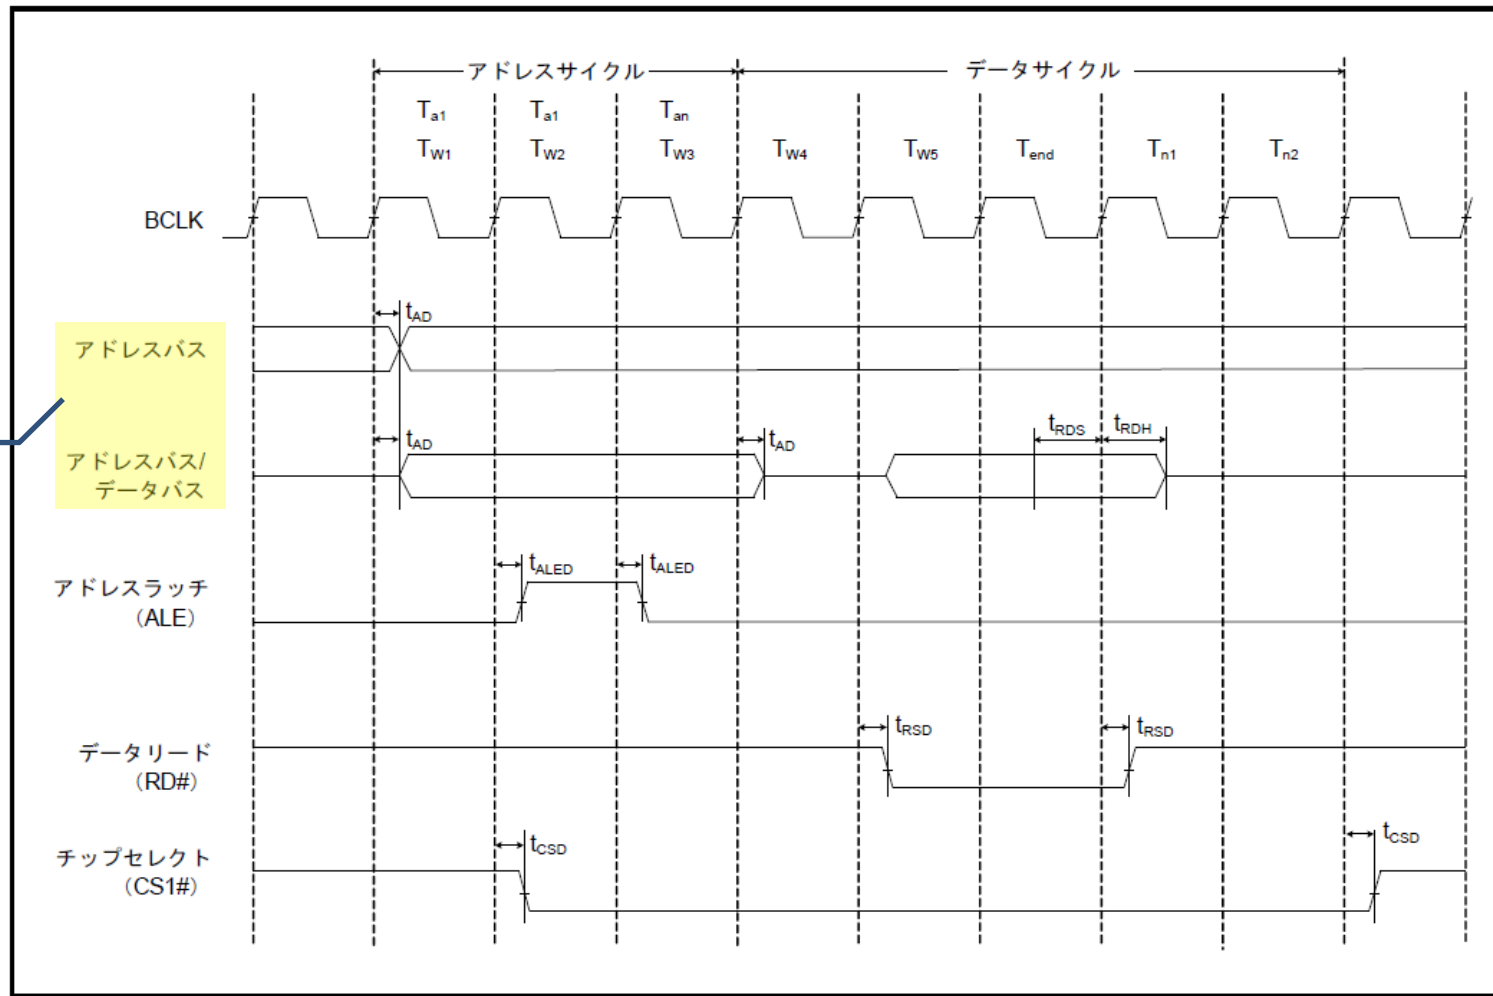 アドレスサイクル データサイクル
Ta1 Ta1 Tan
TW1 TW2 TW3 TW4 TW5 Tend Tn1 Tn2
BCLK
tAD
アドレスバス
tAD tAD tRDS tRDH
アドレスバス/
データバス
tALED tALED
アドレスラッチ
（ALE）
tRSD tRSD
データリード
（RD#）
tCSD tCSD
チップセレクト
（CS1#）